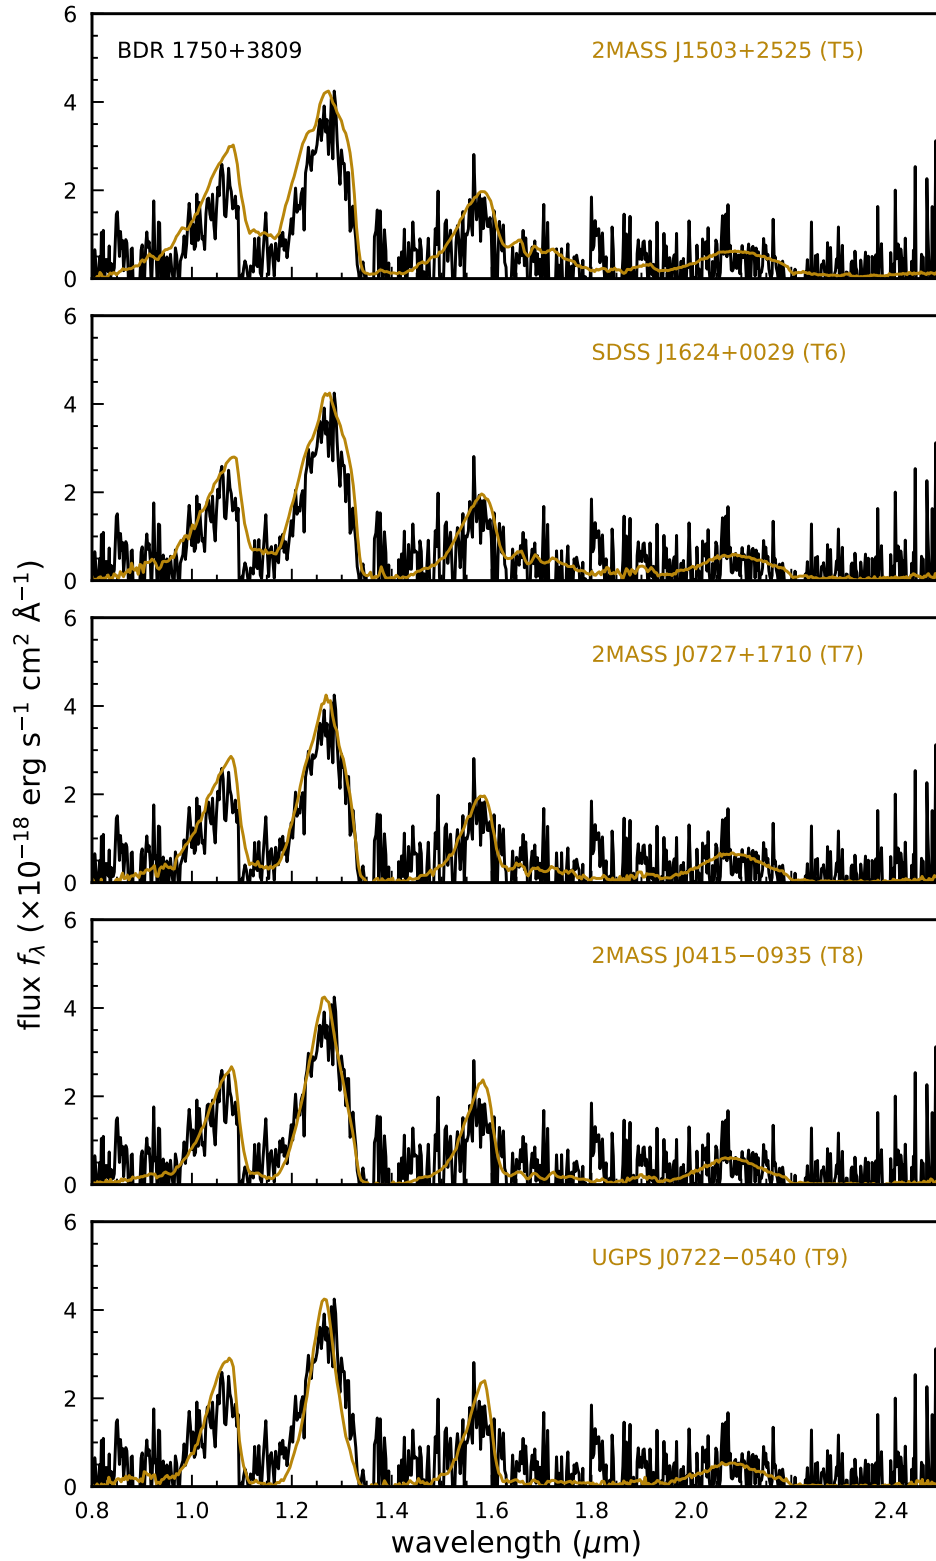 6
4
2
0
BDR 1750+3809
2MASS J1503+2525 (T5)
6
4
2
0
SDSS J1624+0029 (T6)
6
4
2
0
2MASS J0727+1710 (T7)
6
4
2
0
2MASS J0415−0935 (T8)
6
4
2
0
UGPS J0722−0540 (T9)
0.8 1.0 1.2 1.4 1.6 1.8 2.0 2.2 2.4
wavelength (μm)
flux fλ (×10⁻¹⁸ erg s⁻¹ cm² Å⁻¹)